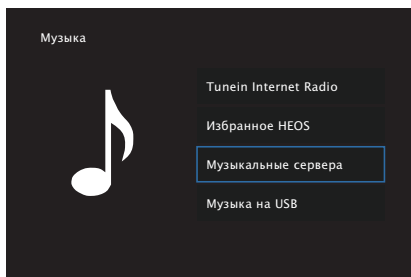 Музыка
Tunein Internet Radio
Избранное HEOS
Музыкальные сервера
Музыка на USB